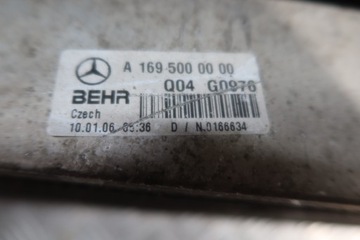 A 169 500 00 00
BEHR Q04 G0976
Czech
10.01.06 05:36 D / N.0166634